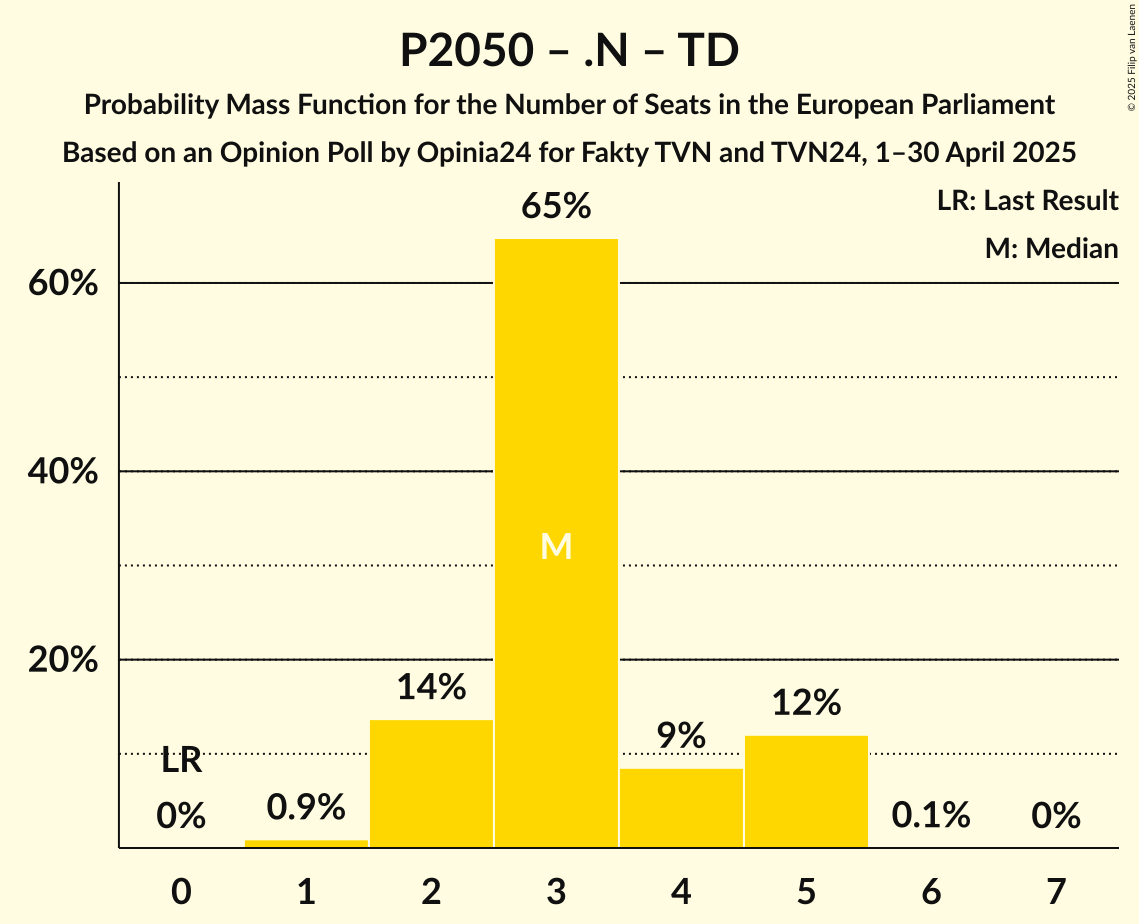 P2050 – .N – TD
Probability Mass Function for the Number of Seats in the European Parliament
Based on an Opinion Poll by Opinia24 for Fakty TVN and TVN24, 1–30 April 2025
© 2025 Filip van Laenen
LR: Last Result
M: Median
65%
60%
40%
M
20%
14%
12%
9%
LR
0%
0.9%
0.1%
0%
0 1 2 3 4 5 6 7